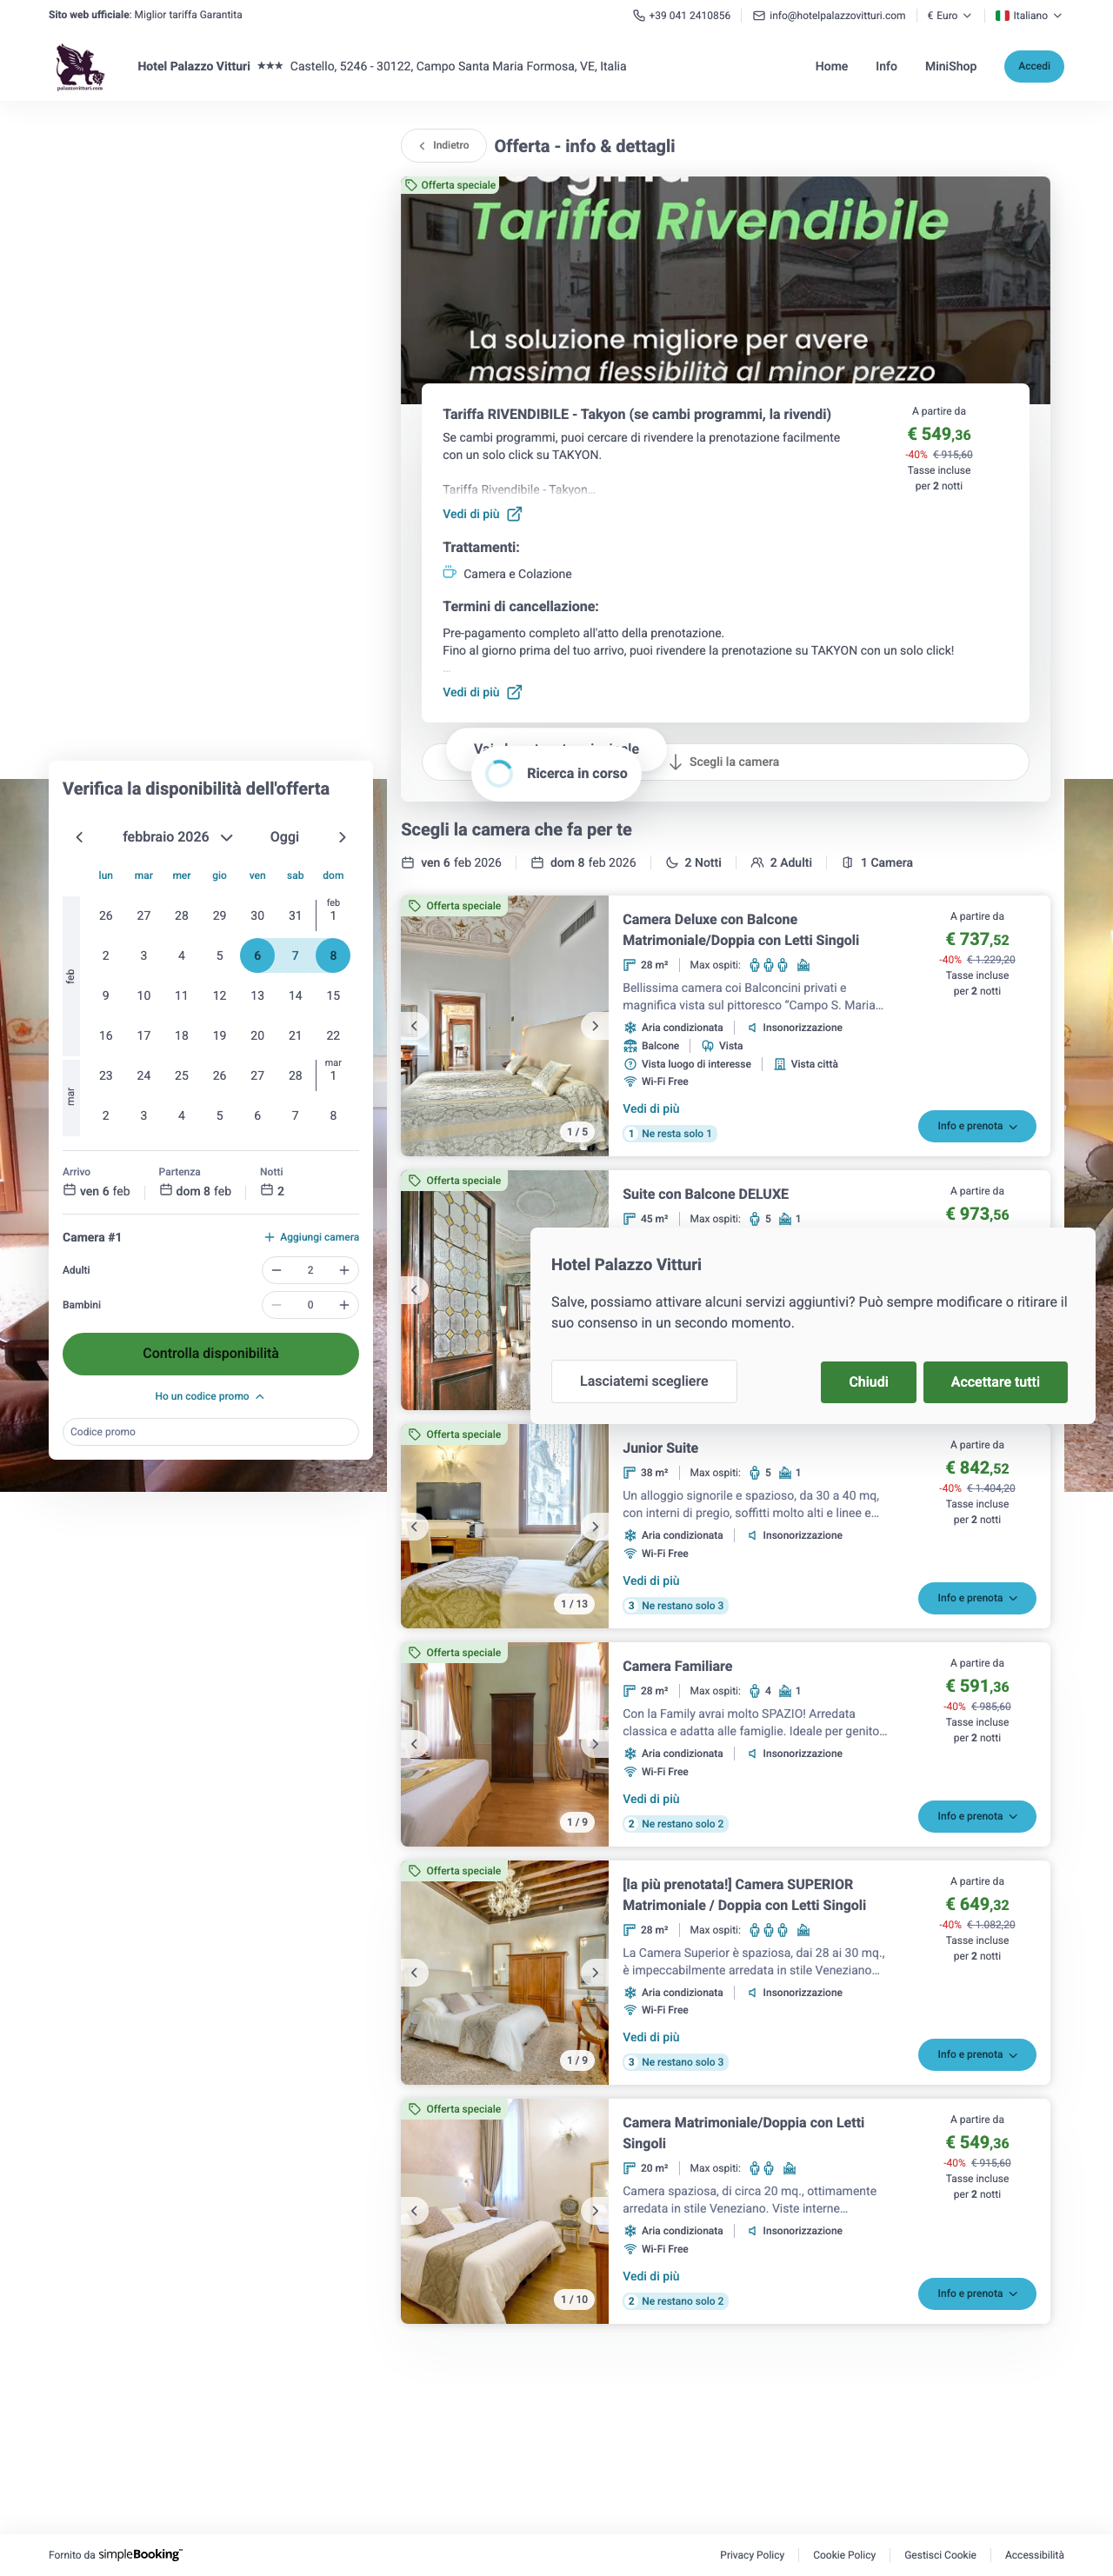 Sito web ufficiale: Miglior tariffa Garantita
+39 041 2410856
info@hotelpalazzovitturi.com
€ Euro
Italiano
palazzovitturi.com
Hotel Palazzo Vitturi ★★★ Castello, 5246 - 30122, Campo Santa Maria Formosa, VE, Italia
Home
Info
MiniShop
Accedi
Indietro
Offerta - info & dettagli
Offerta speciale
Tariffa Rivendibile
La soluzione migliore per avere
massima flessibilità al minor prezzo
Tariffa RIVENDIBILE - Takyon (se cambi programmi, la rivendi)
Se cambi programmi, puoi cercare di rivendere la prenotazione facilmente
con un solo click su TAKYON.
Tariffa Rivendibile - Takyon...
Vedi di più
A partire da
€ 549,36
-40% € 915,60
Tasse incluse
per 2 notti
Trattamenti:
Camera e Colazione
Termini di cancellazione:
Pre-pagamento completo all'atto della prenotazione.
Fino al giorno prima del tuo arrivo, puoi rivendere la prenotazione su TAKYON con un solo click!
...
Vedi di più
Scegli la camera
Ricerca in corso
Verifica la disponibilità dell'offerta
febbraio 2026
Oggi
lun mar mer gio ven sab dom
feb
26 27 28 29 30 31 feb 1
2 3 4 5 6 7 8
9 10 11 12 13 14 15
16 17 18 19 20 21 22
mar
23 24 25 26 27 28 mar 1
2 3 4 5 6 7 8
Arrivo
ven 6 feb
Partenza
dom 8 feb
Notti
2
Camera #1
Aggiungi camera
Adulti
2
Bambini
0
Controlla disponibilità
Ho un codice promo
Codice promo
Scegli la camera che fa per te
ven 6 feb 2026
dom 8 feb 2026
2 Notti
2 Adulti
1 Camera
Offerta speciale
1 / 5
Camera Deluxe con Balcone
Matrimoniale/Doppia con Letti Singoli
28 m²
Max ospiti:
Bellissima camera coi Balconcini privati e
magnifica vista sul pittoresco “Campo S. Maria...
Aria condizionata
Insonorizzazione
Balcone
Vista
Vista luogo di interesse
Vista città
Wi-Fi Free
Vedi di più
1 Ne resta solo 1
A partire da
€ 737,52
-40% € 1.229,20
Tasse incluse
per 2 notti
Info e prenota
Offerta speciale
Suite con Balcone DELUXE
45 m²
Max ospiti: 5 1
A partire da
€ 973,56
Hotel Palazzo Vitturi
Salve, possiamo attivare alcuni servizi aggiuntivi? Può sempre modificare o ritirare il
suo consenso in un secondo momento.
Lasciatemi scegliere
Chiudi
Accettare tutti
Offerta speciale
1 / 13
Junior Suite
38 m²
Max ospiti: 5 1
Un alloggio signorile e spazioso, da 30 a 40 mq,
con interni di pregio, soffitti molto alti e linee e...
Aria condizionata
Insonorizzazione
Wi-Fi Free
Vedi di più
3 Ne restano solo 3
A partire da
€ 842,52
-40% € 1.404,20
Tasse incluse
per 2 notti
Info e prenota
Offerta speciale
1 / 9
Camera Familiare
28 m²
Max ospiti: 4 1
Con la Family avrai molto SPAZIO! Arredata
classica e adatta alle famiglie. Ideale per genito...
Aria condizionata
Insonorizzazione
Wi-Fi Free
Vedi di più
2 Ne restano solo 2
A partire da
€ 591,36
-40% € 985,60
Tasse incluse
per 2 notti
Info e prenota
Offerta speciale
1 / 9
[la più prenotata!] Camera SUPERIOR
Matrimoniale / Doppia con Letti Singoli
28 m²
Max ospiti:
La Camera Superior è spaziosa, dai 28 ai 30 mq.,
è impeccabilmente arredata in stile Veneziano...
Aria condizionata
Insonorizzazione
Wi-Fi Free
Vedi di più
3 Ne restano solo 3
A partire da
€ 649,32
-40% € 1.082,20
Tasse incluse
per 2 notti
Info e prenota
Offerta speciale
1 / 10
Camera Matrimoniale/Doppia con Letti
Singoli
20 m²
Max ospiti:
Camera spaziosa, di circa 20 mq., ottimamente
arredata in stile Veneziano. Viste interne...
Aria condizionata
Insonorizzazione
Wi-Fi Free
Vedi di più
2 Ne restano solo 2
A partire da
€ 549,36
-40% € 915,60
Tasse incluse
per 2 notti
Info e prenota
Fornito da simpleBooking™
Privacy Policy
Cookie Policy
Gestisci Cookie
Accessibilità